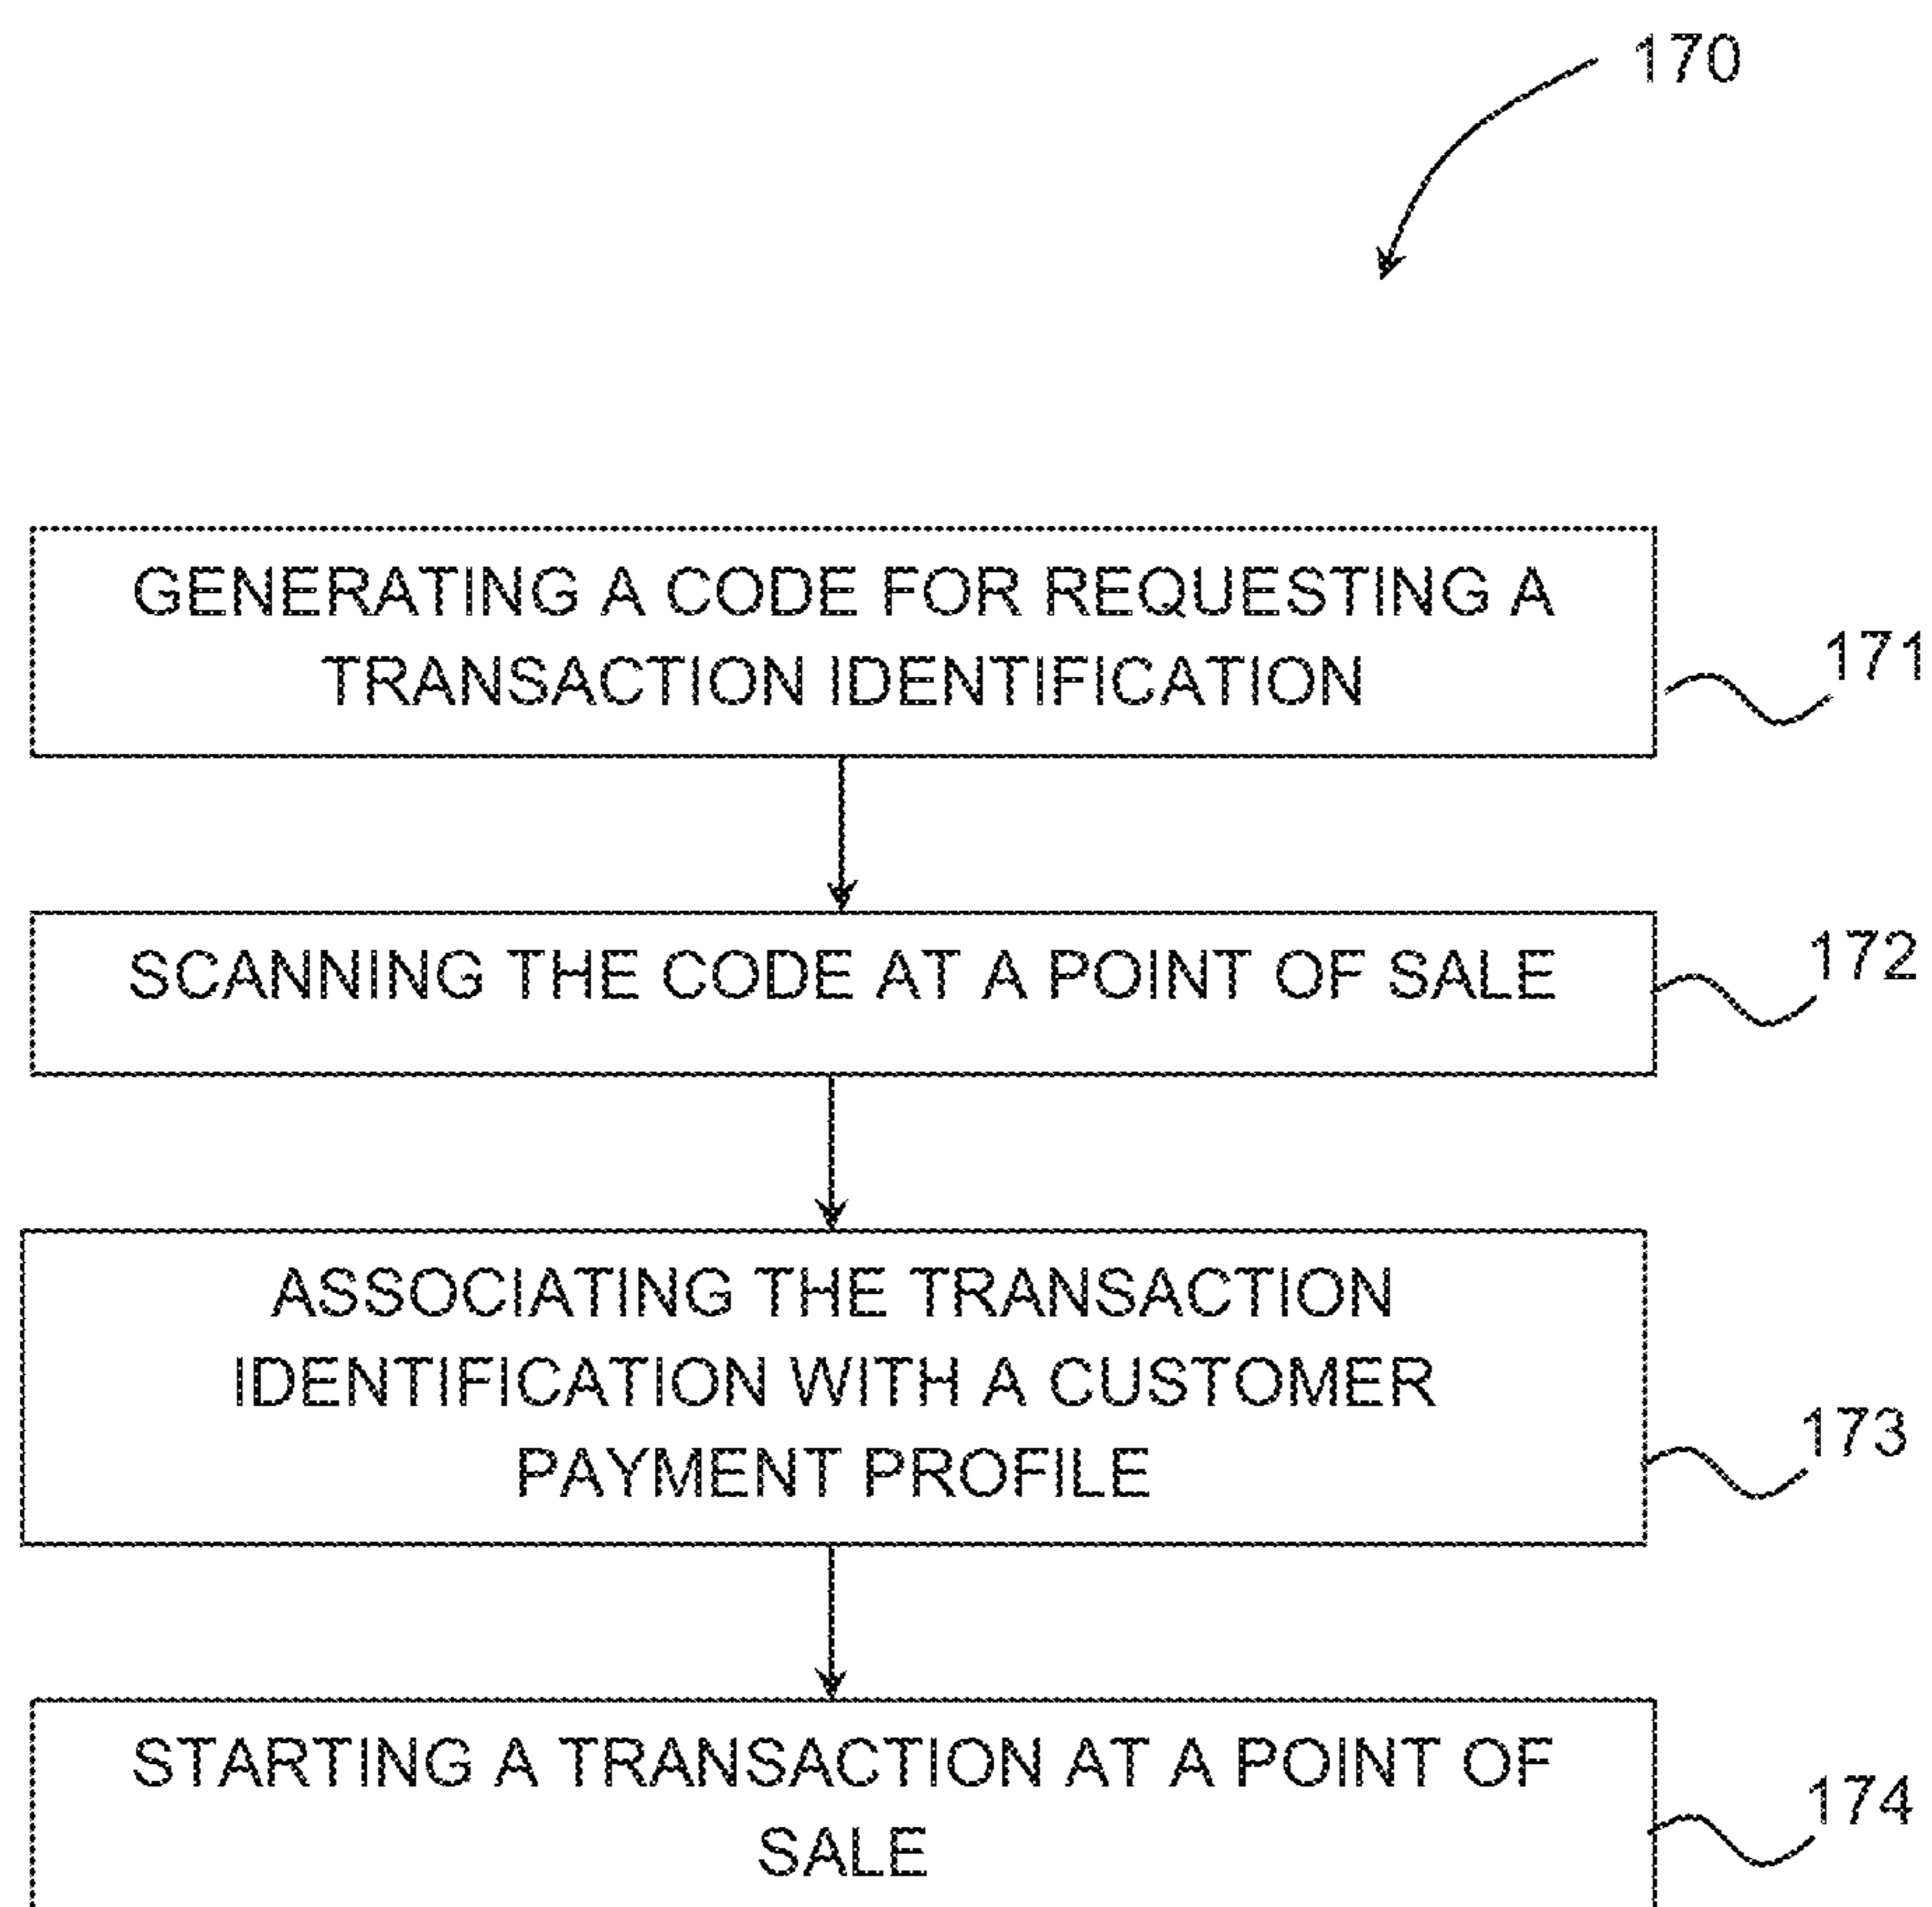 170
GENERATING A CODE FOR REQUESTING A
TRANSACTION IDENTIFICATION
171
SCANNING THE CODE AT A POINT OF SALE
172
ASSOCIATING THE TRANSACTION
IDENTIFICATION WITH A CUSTOMER
PAYMENT PROFILE
173
STARTING A TRANSACTION AT A POINT OF
SALE
174